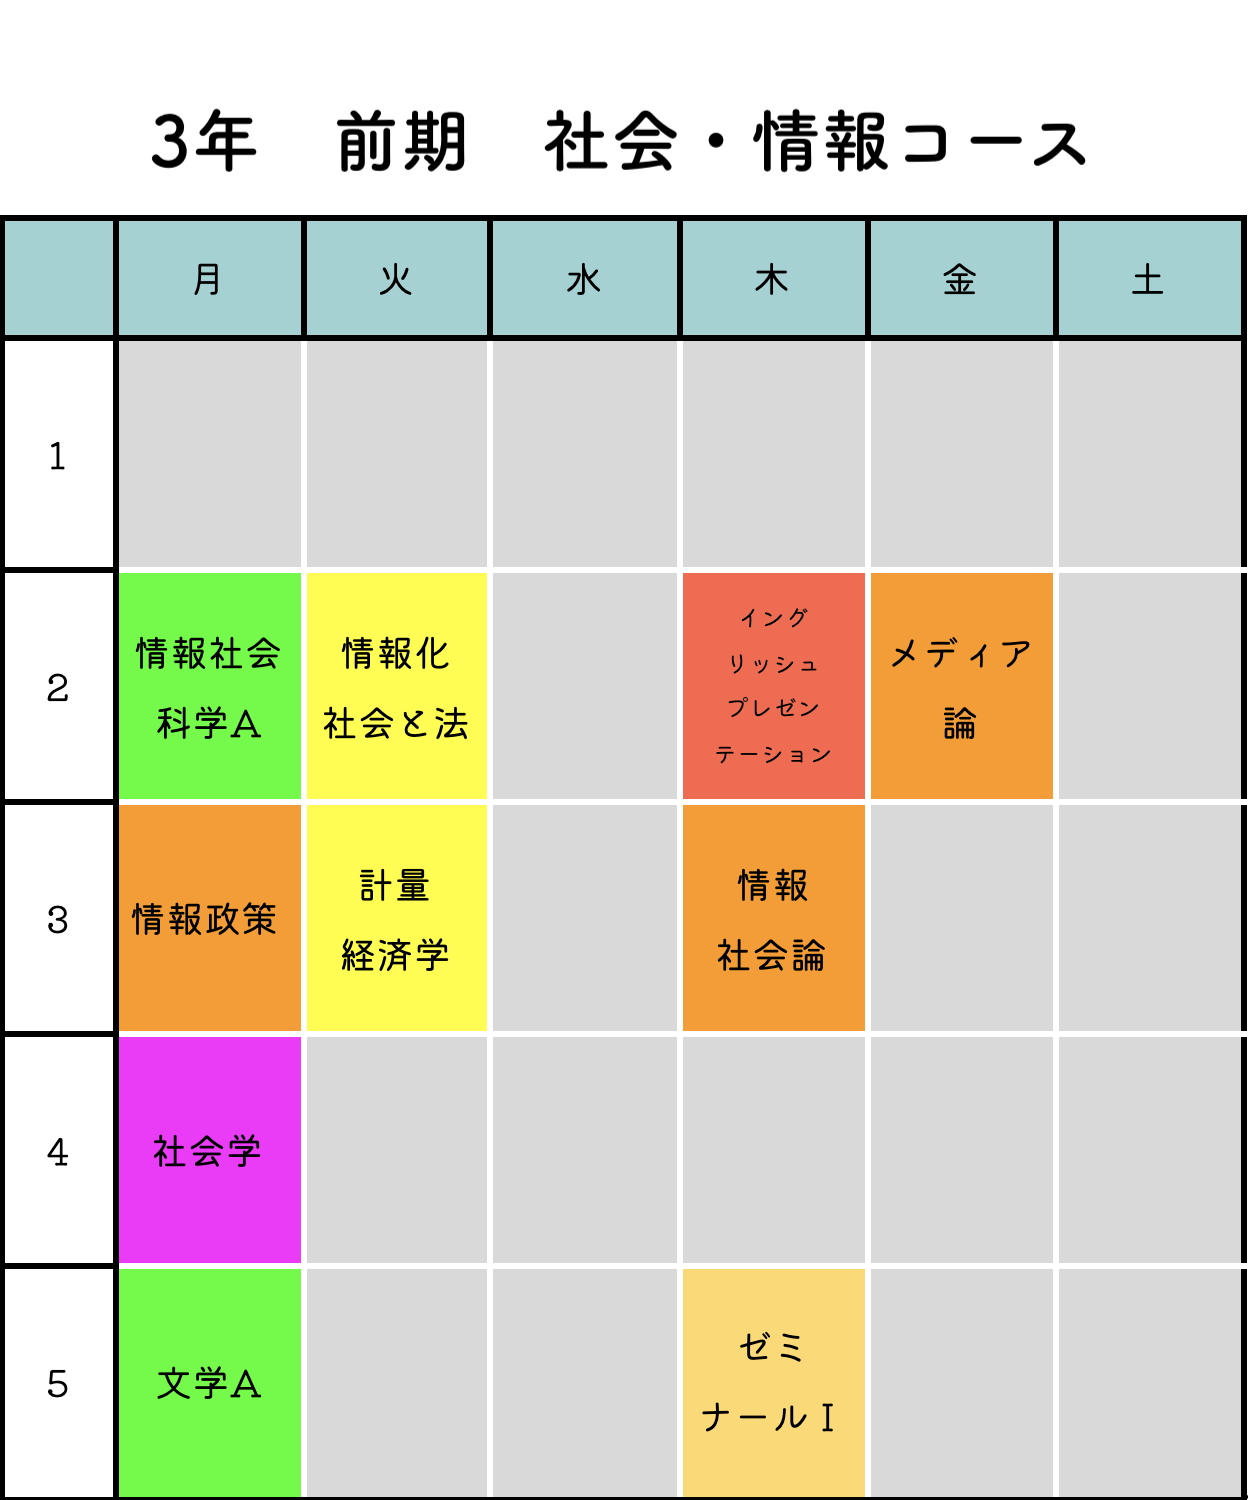 3年　前期　社会・情報コース
月 火 水 木 金 土
1
2
情報社会
科学A
情報化
社会と法
イング
リッシュ
プレゼン
テーション
メディア
論
3
情報政策
計量
経済学
情報
社会論
4
社会学
5
文学A
ゼミ
ナールI